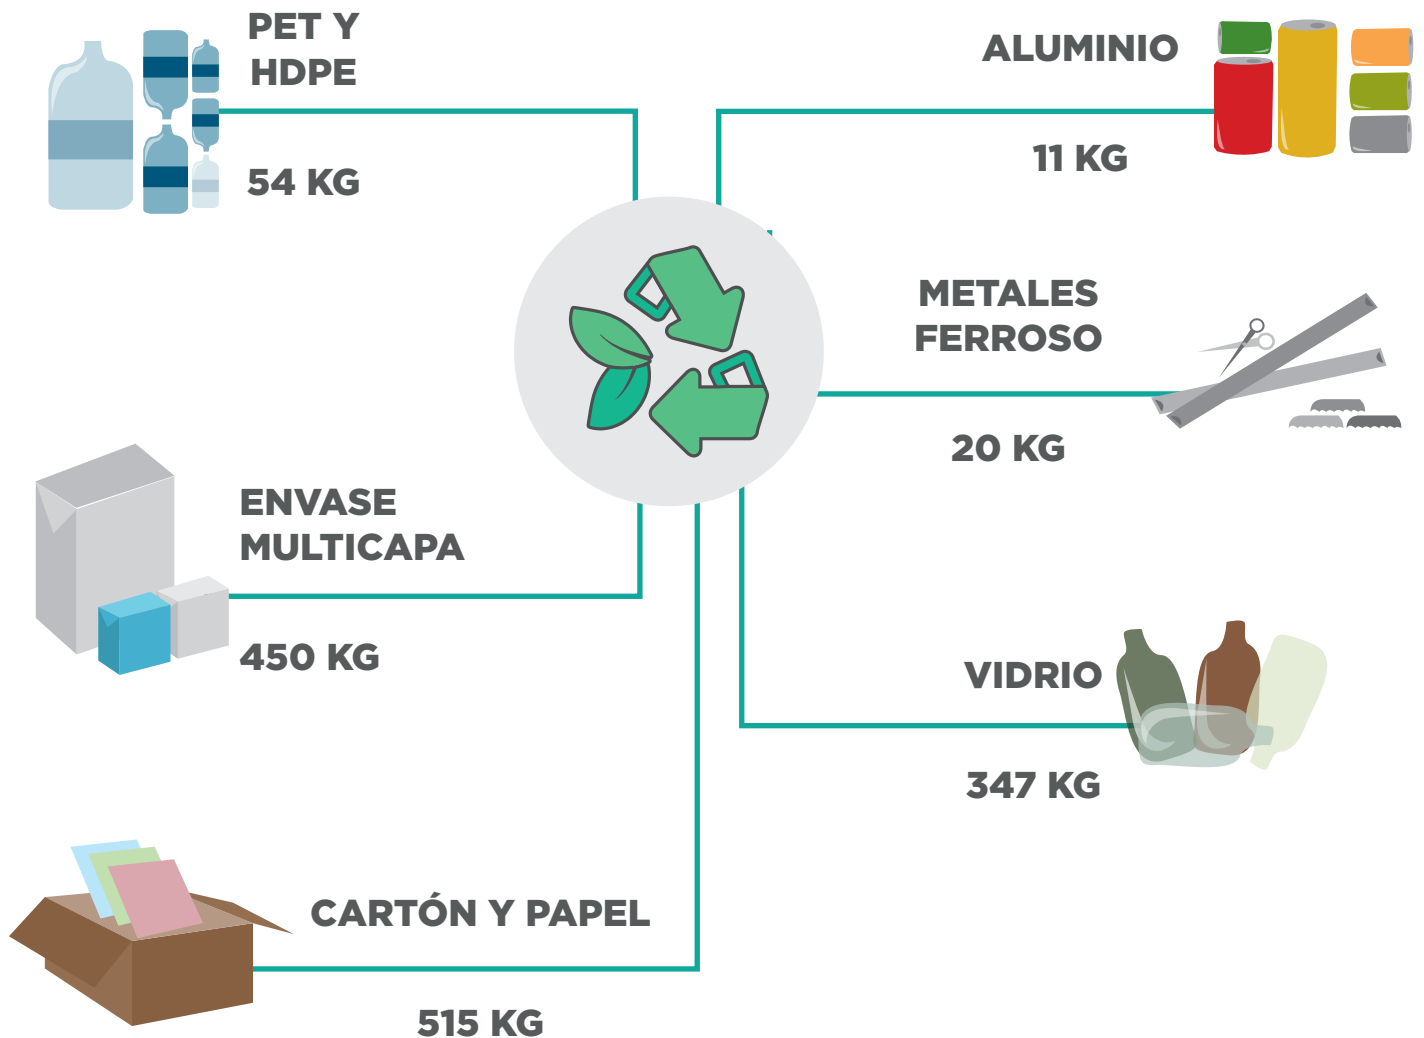 PET Y
HDPE
54 KG
ALUMINIO
11 KG
METALES
FERROSO
20 KG
ENVASE
MULTICAPA
450 KG
VIDRIO
347 KG
CARTÓN Y PAPEL
515 KG